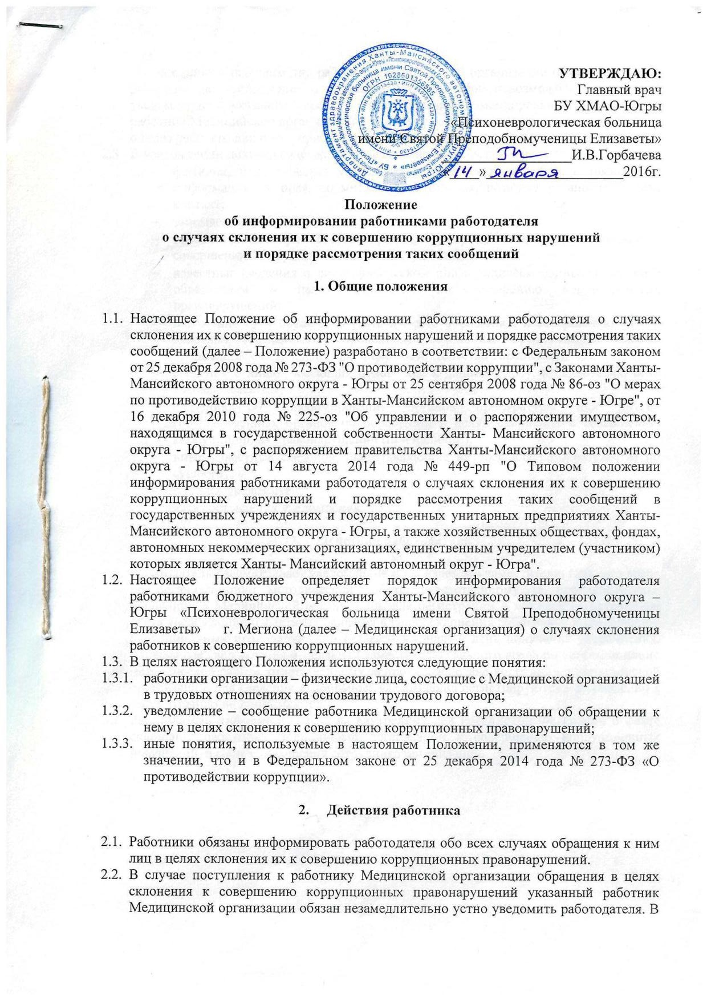 УТВЕРЖДАЮ:
Главный врач
БУ ХМАО-Югры
«Психоневрологическая больница
имени Святой Преподобномученицы Елизаветы»
И.В.Горбачева
«14» января 2016г.
ОГРН 1028601356585
Положение
об информировании работниками работодателя
о случаях склонения их к совершению коррупционных нарушений
и порядке рассмотрения таких сообщений
1. Общие положения
1.1. Настоящее Положение об информировании работниками работодателя о случаях
склонения их к совершению коррупционных нарушений и порядке рассмотрения таких
сообщений (далее – Положение) разработано в соответствии: с Федеральным законом
от 25 декабря 2008 года № 273-ФЗ "О противодействии коррупции", с Законами Ханты-
Мансийского автономного округа - Югры от 25 сентября 2008 года № 86-оз "О мерах
по противодействию коррупции в Ханты-Мансийском автономном округе - Югре", от
16 декабря 2010 года № 225-оз "Об управлении и о распоряжении имуществом,
находящимся в государственной собственности Ханты- Мансийского автономного
округа - Югры", с распоряжением правительства Ханты-Мансийского автономного
округа - Югры от 14 августа 2014 года № 449-рп "О Типовом положении
информирования работниками работодателя о случаях склонения их к совершению
коррупционных нарушений и порядке рассмотрения таких сообщений в
государственных учреждениях и государственных унитарных предприятиях Ханты-
Мансийского автономного округа - Югры, а также хозяйственных обществах, фондах,
автономных некоммерческих организациях, единственным учредителем (участником)
которых является Ханты- Мансийский автономный округ - Югра".
1.2. Настоящее Положение определяет порядок информирования работодателя
работниками бюджетного учреждения Ханты-Мансийского автономного округа –
Югры «Психоневрологическая больница имени Святой Преподобномученицы
Елизаветы» г. Мегиона (далее – Медицинская организация) о случаях склонения
работников к совершению коррупционных нарушений.
1.3. В целях настоящего Положения используются следующие понятия:
1.3.1. работники организации – физические лица, состоящие с Медицинской организацией
в трудовых отношениях на основании трудового договора;
1.3.2. уведомление – сообщение работника Медицинской организации об обращении к
нему в целях склонения к совершению коррупционных правонарушений;
1.3.3. иные понятия, используемые в настоящем Положении, применяются в том же
значении, что и в Федеральном законе от 25 декабря 2014 года № 273-ФЗ «О
противодействии коррупции».
2. Действия работника
2.1. Работники обязаны информировать работодателя обо всех случаях обращения к ним
лиц в целях склонения их к совершению коррупционных правонарушений.
2.2. В случае поступления к работнику Медицинской организации обращения в целях
склонения к совершению коррупционных правонарушений указанный работник
Медицинской организации обязан незамедлительно устно уведомить работодателя. В